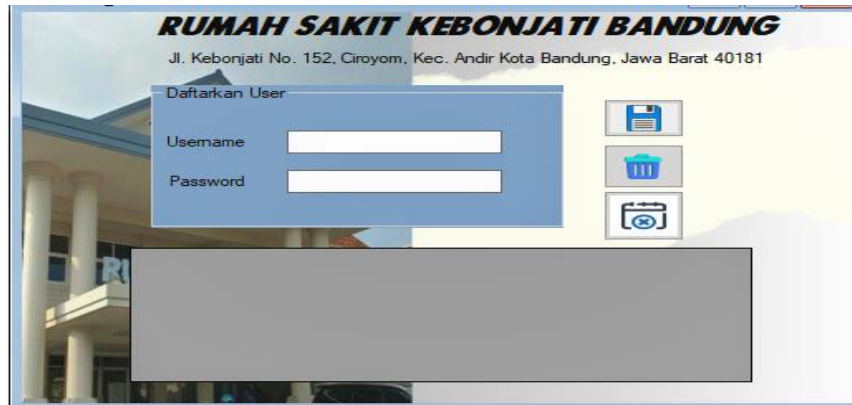 RUMAH SAKIT KEBONJATI BANDUNG
Jl. Kebonjati No. 152, Ciroyom, Kec. Andir Kota Bandung, Jawa Barat 40181
Daftarkan User
Username
Password
RU